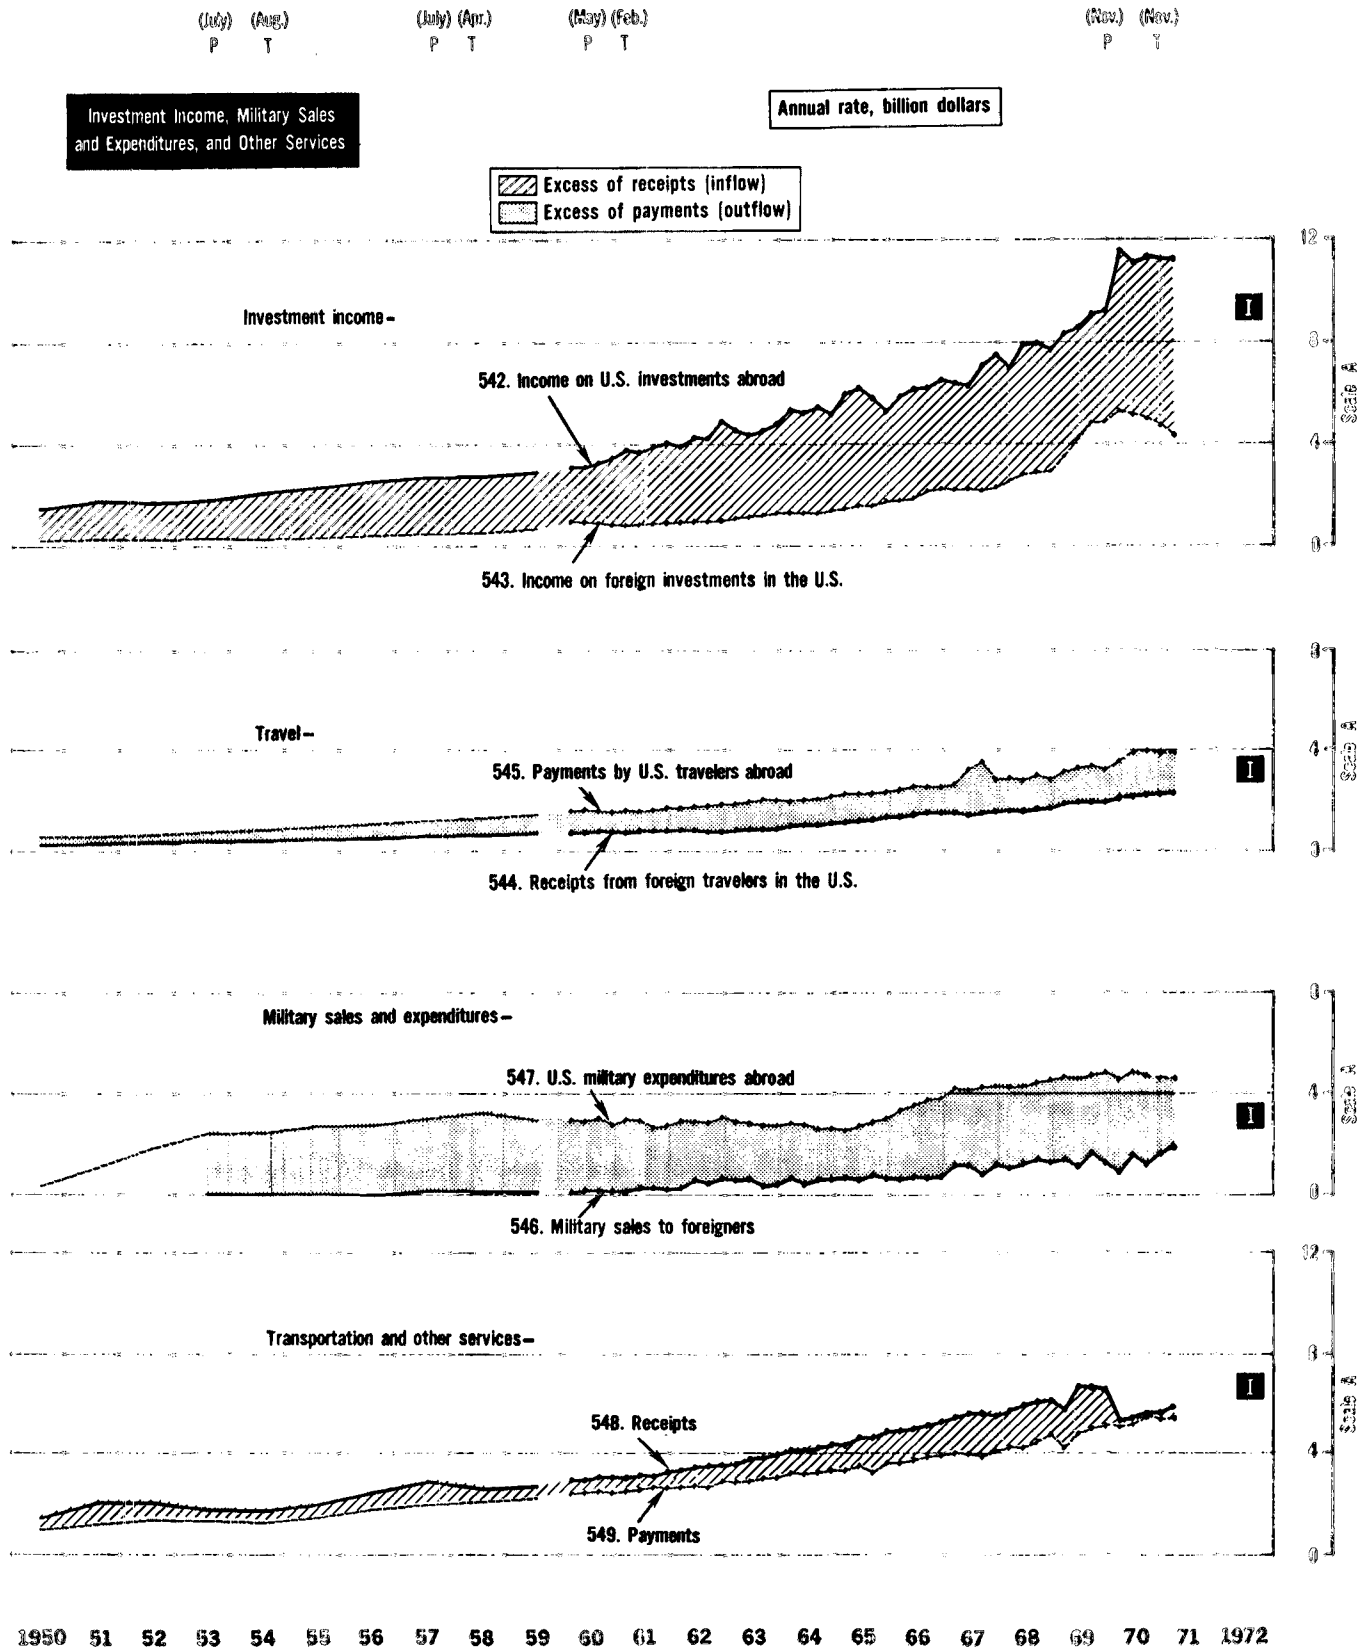 (July) (Aug.) (July) (Apr.) (May) (Feb.) (Nov.) (Nov.)
P T P T P T P T
Investment Income, Military Sales
and Expenditures, and Other Services
Annual rate, billion dollars
Excess of receipts (inflow)
Excess of payments (outflow)
12
I
Investment income–
8
542. Income on U.S. investments abroad
Scale A
4
0
543. Income on foreign investments in the U.S.
8
Travel–
4
545. Payments by U.S. travelers abroad
I
Scale A
0
544. Receipts from foreign travelers in the U.S.
8
Military sales and expenditures–
547. U.S. military expenditures abroad
4
Scale A
I
0
546. Military sales to foreigners
12
Transportation and other services–
8
I
Scale A
548. Receipts
4
549. Payments
0
1950 51 52 53 54 55 56 57 58 59 60 61 62 63 64 65 66 67 68 69 70 71 1972